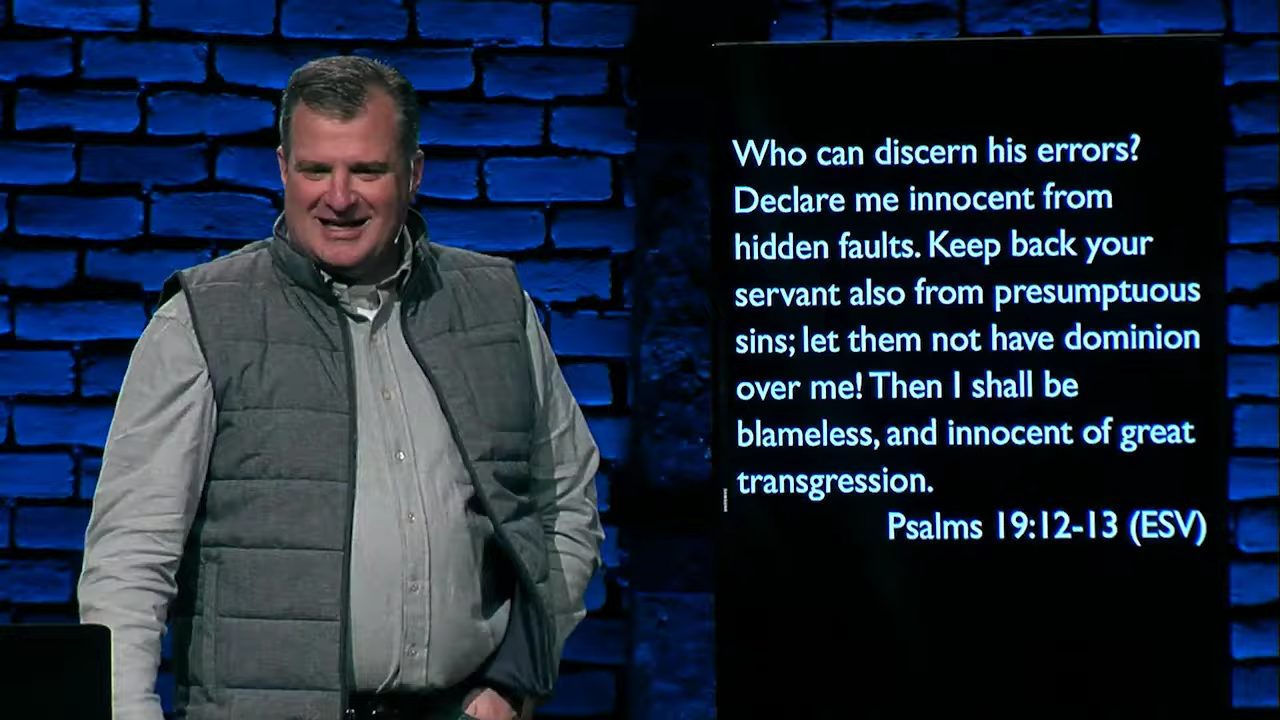 Who can discern his errors?
Declare me innocent from
hidden faults. Keep back your
servant also from presumptuous
sins; let them not have dominion
over me! Then I shall be
blameless, and innocent of great
transgression.
Psalms 19:12-13 (ESV)